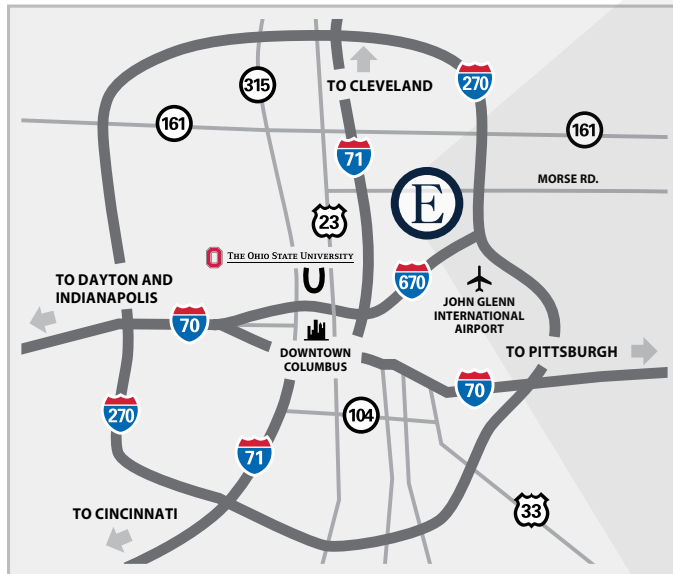 315
TO CLEVELAND
270
161
161
71
MORSE RD.
E
23
THE OHIO STATE UNIVERSITY
TO DAYTON AND
INDIANAPOLIS
670
JOHN GLENN
INTERNATIONAL
AIRPORT
70
DOWNTOWN
COLUMBUS
TO PITTSBURGH
70
270
104
71
TO CINCINNATI
33